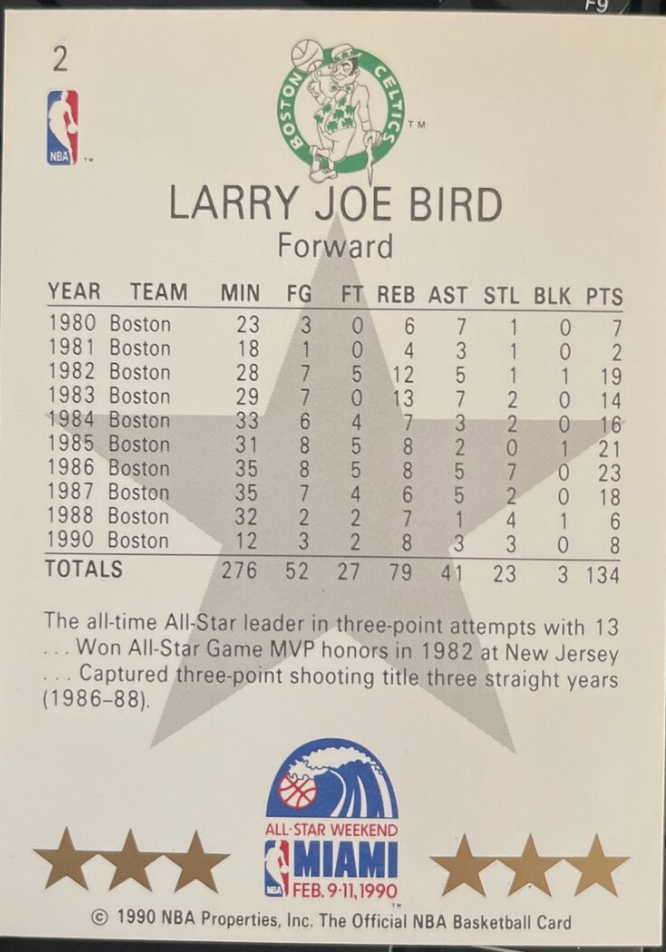 F9
2
BOSTON CELTICS
TM
NBA
TM
LARRY JOE BIRD
Forward
YEAR TEAM MIN FG FT REB AST STL BLK PTS
1980 Boston 23 3 0 6 7 1 0 7
1981 Boston 18 1 0 4 3 1 0 2
1982 Boston 28 7 5 12 5 1 1 19
1983 Boston 29 7 0 13 7 2 0 14
1984 Boston 33 6 4 7 3 2 0 16
1985 Boston 31 8 5 8 2 0 1 21
1986 Boston 35 8 5 8 5 7 0 23
1987 Boston 35 7 4 6 5 2 0 18
1988 Boston 32 2 2 7 1 4 1 6
1990 Boston 12 3 2 8 3 3 0 8
TOTALS 276 52 27 79 41 23 3 134
The all-time All-Star leader in three-point attempts with 13
... Won All-Star Game MVP honors in 1982 at New Jersey
... Captured three-point shooting title three straight years
(1986–88).
ALL-STAR WEEKEND
MIAMI
NBA FEB. 9-11, 1990
TM
© 1990 NBA Properties, Inc. The Official NBA Basketball Card